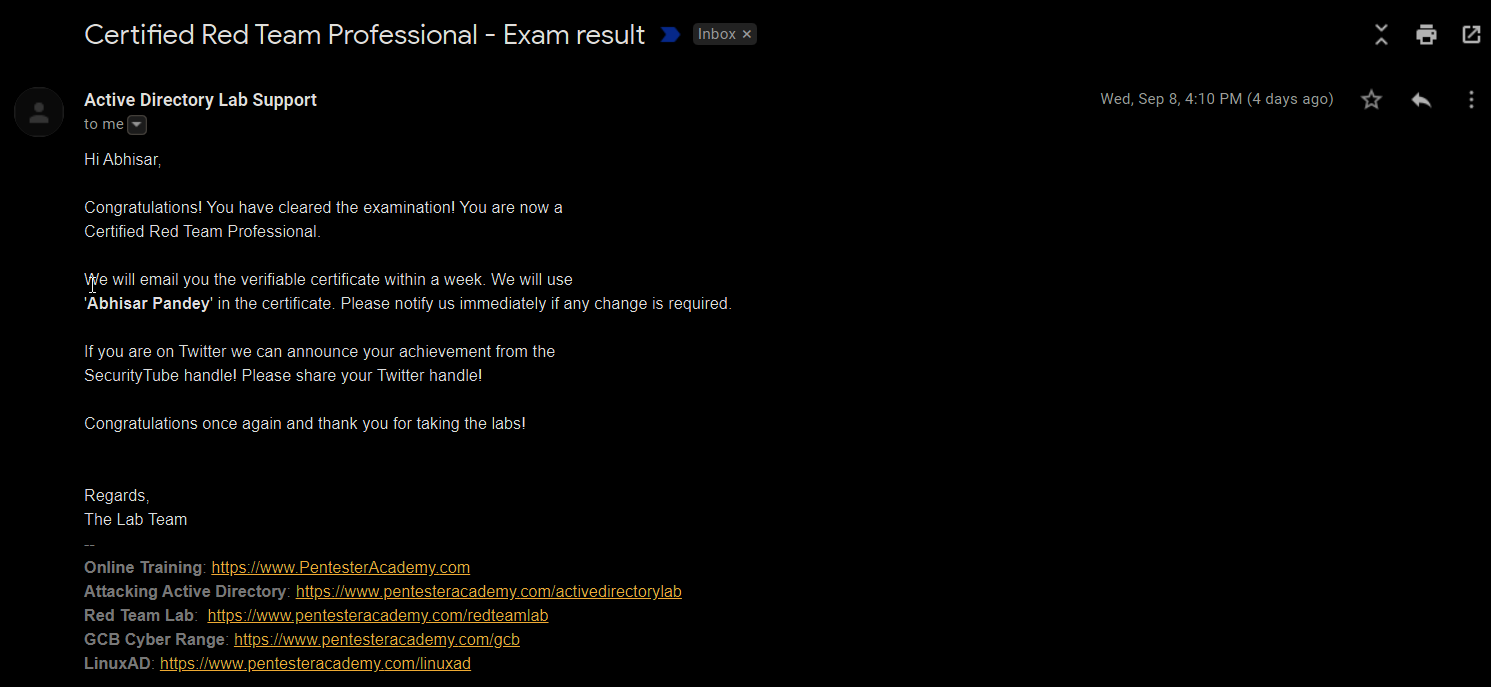 Certified Red Team Professional - Exam result Inbox ×
Active Directory Lab Support
Wed, Sep 8, 4:10 PM (4 days ago)
to me
Hi Abhisar,
Congratulations! You have cleared the examination! You are now a
Certified Red Team Professional.
We will email you the verifiable certificate within a week. We will use
'Abhisar Pandey' in the certificate. Please notify us immediately if any change is required.
If you are on Twitter we can announce your achievement from the
SecurityTube handle! Please share your Twitter handle!
Congratulations once again and thank you for taking the labs!
Regards,
The Lab Team
--
Online Training: https://www.PentesterAcademy.com
Attacking Active Directory: https://www.pentesteracademy.com/activedirectorylab
Red Team Lab: https://www.pentesteracademy.com/redteamlab
GCB Cyber Range: https://www.pentesteracademy.com/gcb
LinuxAD: https://www.pentesteracademy.com/linuxad